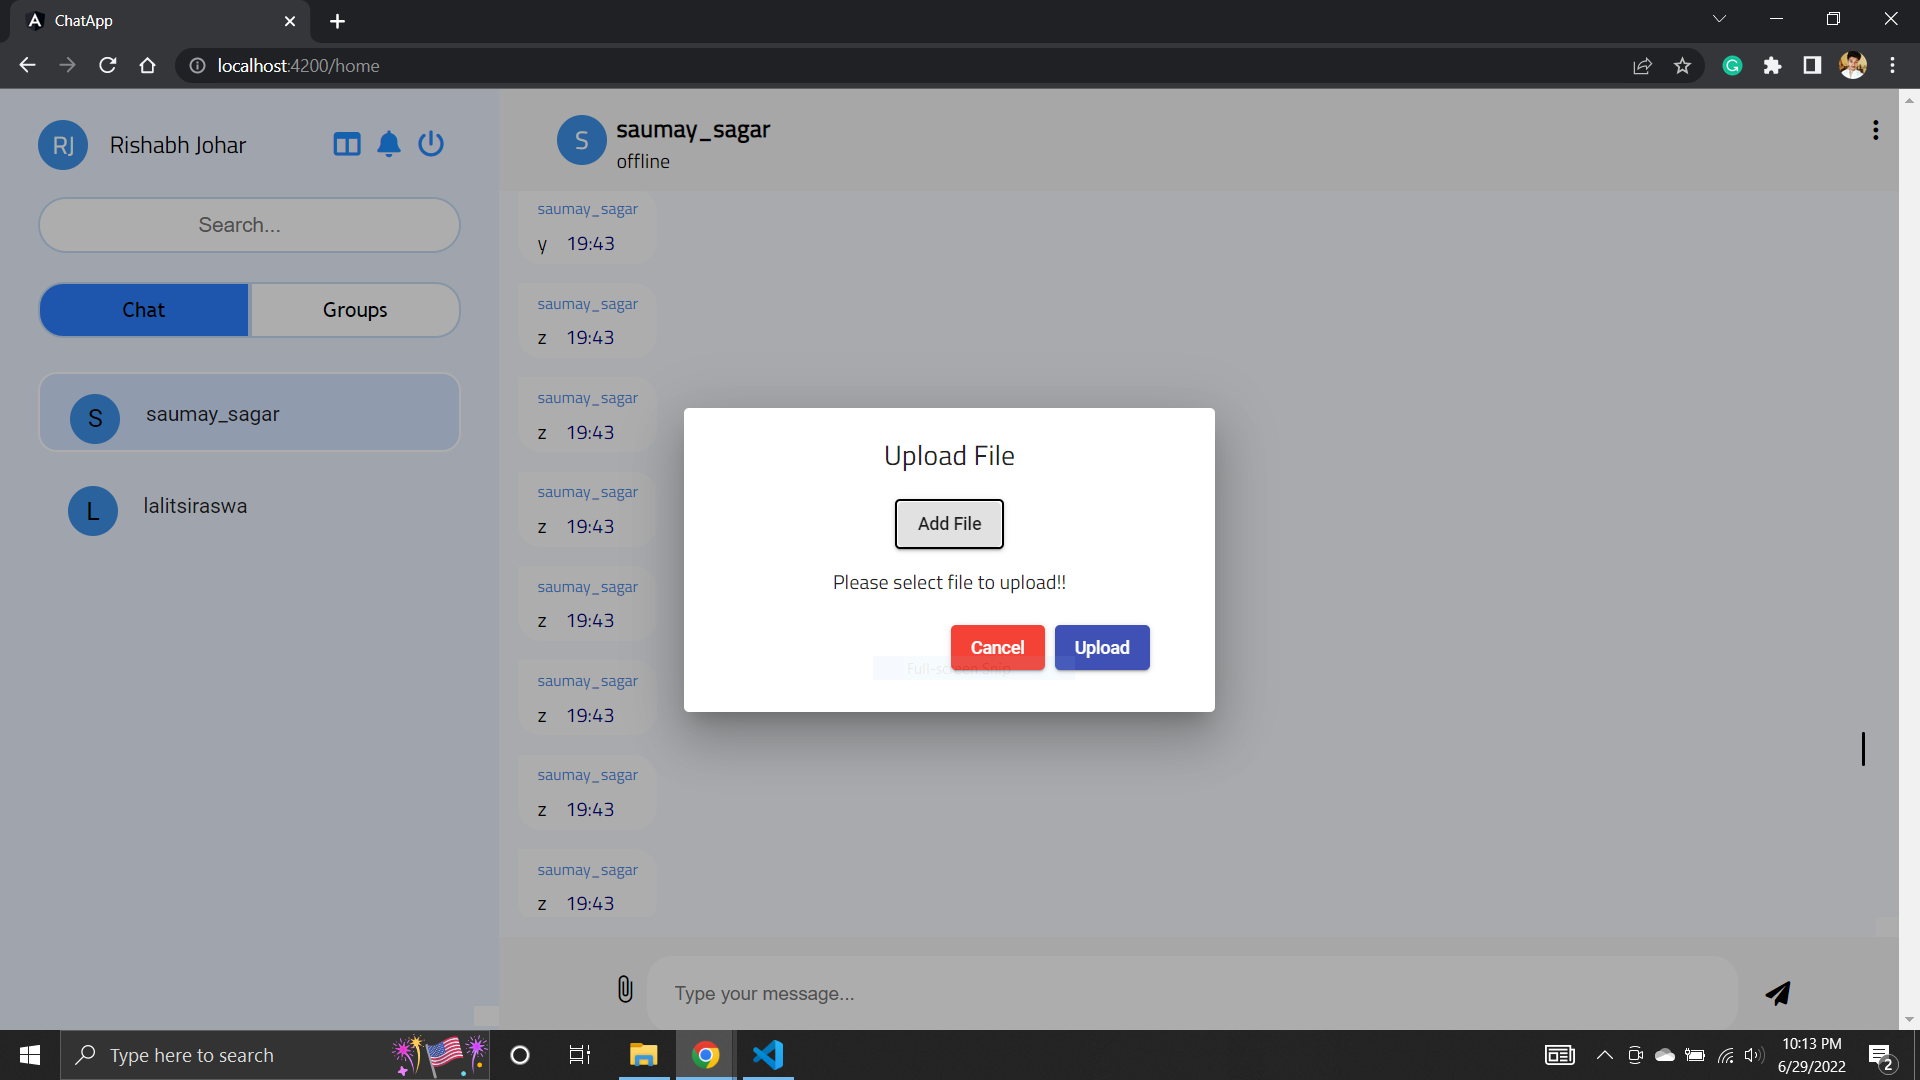 ChatApp
localhost:4200/home
RJ
Rishabh Johar
Search...
Chat
Groups
S
saumay_sagar
L
lalitsiraswa
S
saumay_sagar
offline
saumay_sagar
y 19:43
saumay_sagar
z 19:43
saumay_sagar
z 19:43
saumay_sagar
z 19:43
saumay_sagar
z 19:43
saumay_sagar
z 19:43
saumay_sagar
z 19:43
saumay_sagar
z 19:43
Upload File
Add File
Please select file to upload!!
Cancel
Upload
Full-screen Snip
Type your message...
Type here to search
10:13 PM
6/29/2022
2